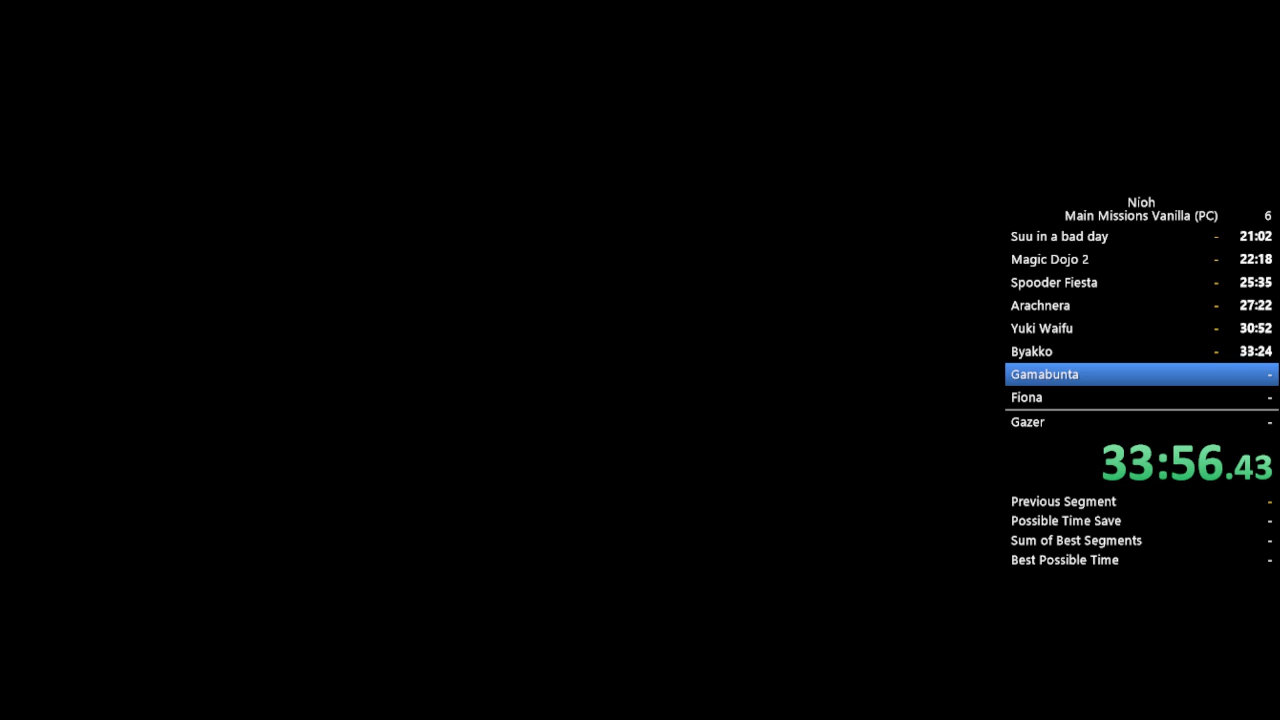 Nioh
Main Missions Vanilla (PC) 6
Suu in a bad day - 21:02
Magic Dojo 2 - 22:18
Spooder Fiesta - 25:35
Arachnera - 27:22
Yuki Waifu - 30:52
Byakko - 33:24
Gamabunta -
Fiona -
Gazer -
33:56.43
Previous Segment -
Possible Time Save -
Sum of Best Segments -
Best Possible Time -